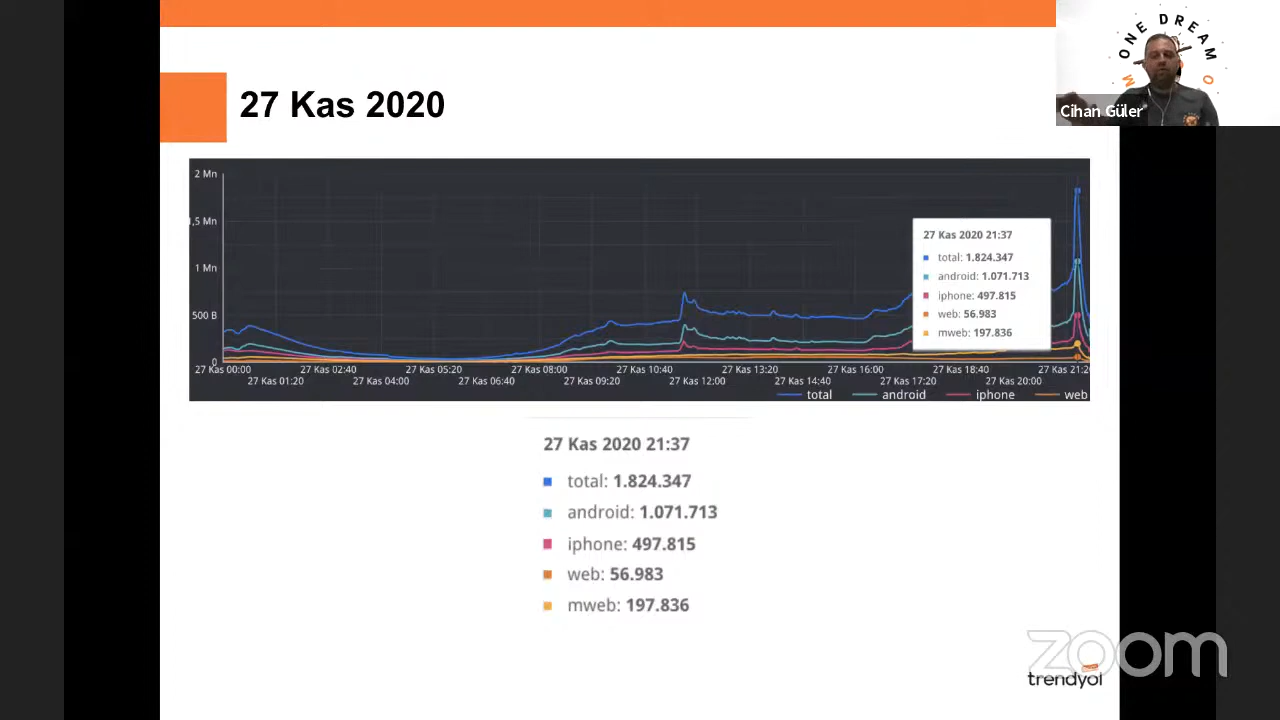 ONE DREAM
M
O
Cihan Güler
27 Kas 2020
2 Mn
1,5 Mn
1 Mn
500 B
0
27 Kas 2020 21:37
total: 1.824.347
android: 1.071.713
iphone: 497.815
web: 56.983
mweb: 197.836
27 Kas 00:00 27 Kas 02:40 27 Kas 05:20 27 Kas 08:00 27 Kas 10:40 27 Kas 13:20 27 Kas 16:00 27 Kas 18:40 27 Kas 21:20
27 Kas 01:20 27 Kas 04:00 27 Kas 06:40 27 Kas 09:20 27 Kas 12:00 27 Kas 14:40 27 Kas 17:20 27 Kas 20:00
total android iphone web
27 Kas 2020 21:37
total: 1.824.347
android: 1.071.713
iphone: 497.815
web: 56.983
mweb: 197.836
zoom
trendyol